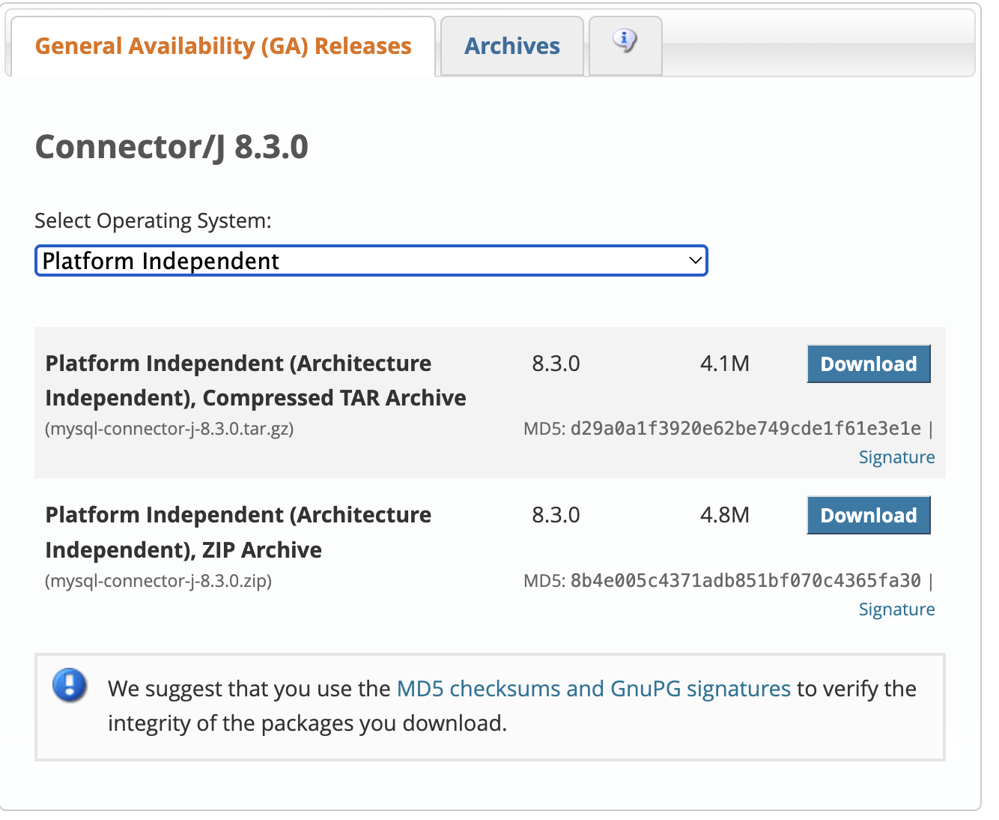 General Availability (GA) Releases
Archives
Connector/J 8.3.0
Select Operating System:
Platform Independent
Platform Independent (Architecture 8.3.0 4.1M Download
Independent), Compressed TAR Archive
(mysql-connector-j-8.3.0.tar.gz) MD5: d29a0a1f3920e62be749cde1f61e3e1e |
Signature
Platform Independent (Architecture 8.3.0 4.8M Download
Independent), ZIP Archive
(mysql-connector-j-8.3.0.zip) MD5: 8b4e005c4371adb851bf070c4365fa30 |
Signature
We suggest that you use the MD5 checksums and GnuPG signatures to verify the
integrity of the packages you download.